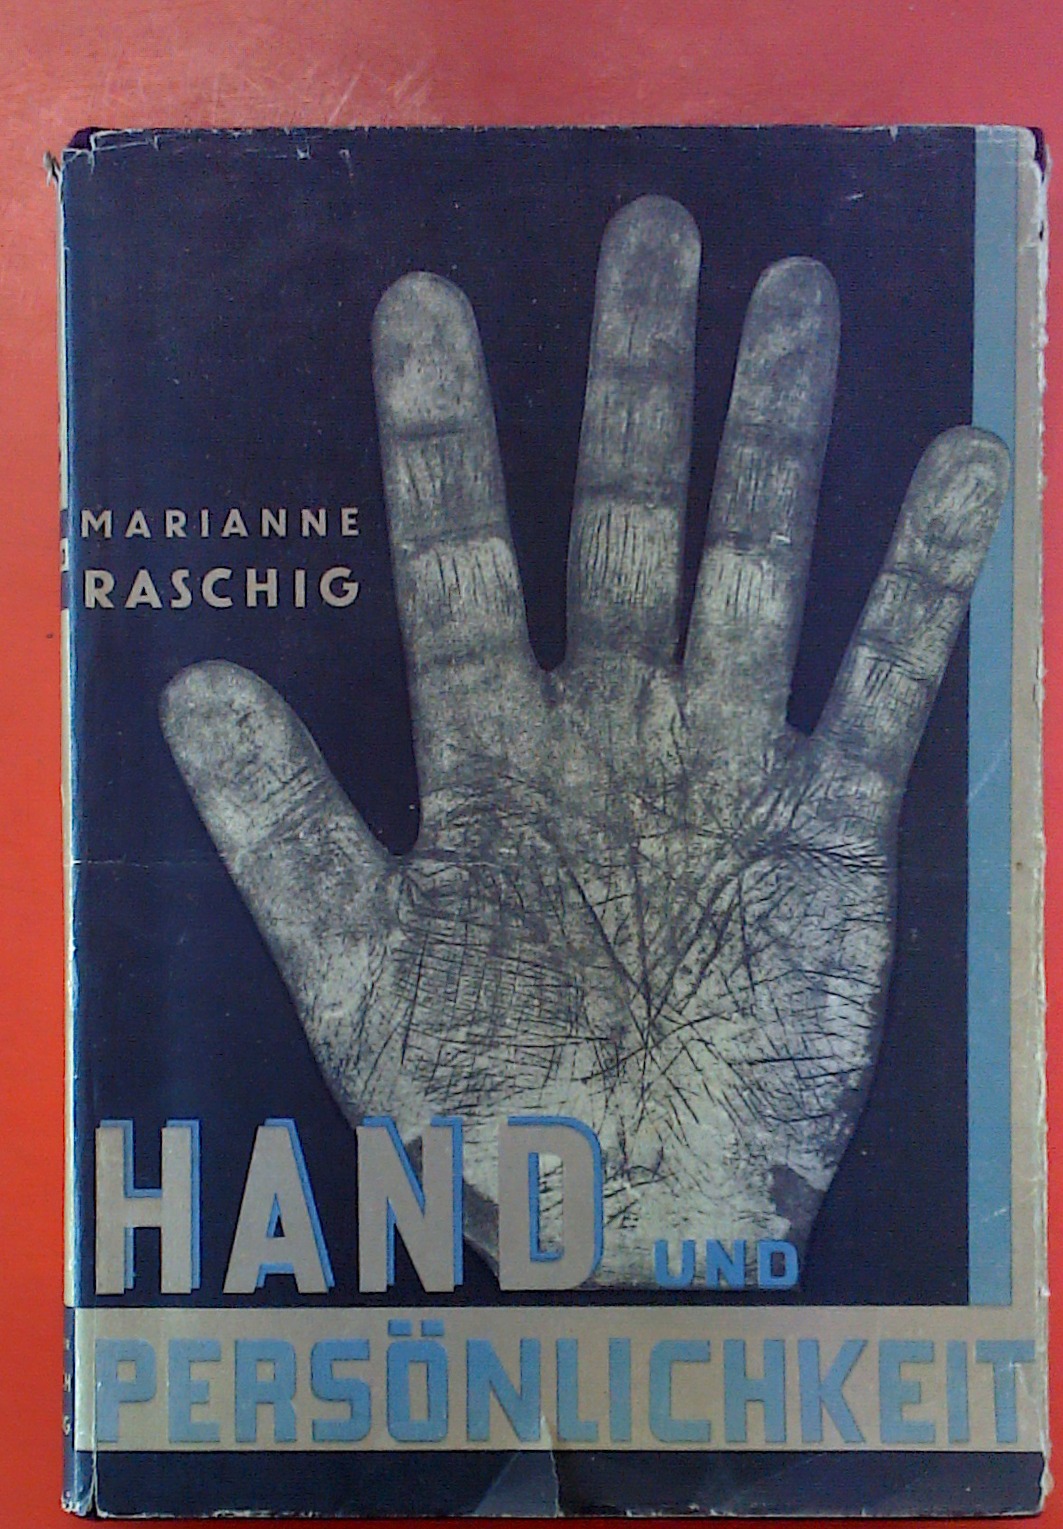 MARIANNE
RASCHIG
HAND UND
PERSÖNLICHKEIT